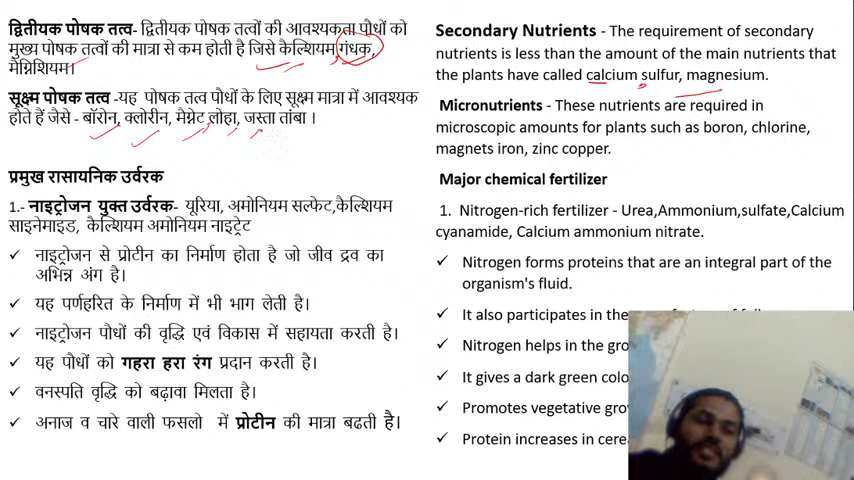 द्वितीयक पोषक तत्व- द्वितीयक पोषक तत्वों की आवश्यकता पौधों को
मुख्य पोषक तत्वों की मात्रा से कम होती है जिसे कैल्शियम, गंधक,
मैग्निशियम।
सूक्ष्म पोषक तत्व -यह पोषक तत्व पौधों के लिए सूक्ष्म मात्रा में आवश्यक
होते हैं जैसे - बॉरोन, क्लोरीन, मैग्नेट लोहा, जस्ता तांबा ।
प्रमुख रासायनिक उर्वरक
1.- नाइट्रोजन युक्त उर्वरक- यूरिया, अमोनियम सल्फेट,कैल्शियम
साइनेमाइड, कैल्शियम अमोनियम नाइट्रेट
✓ नाइट्रोजन से प्रोटीन का निर्माण होता है जो जीव द्रव का
अभिन्न अंग है।
✓ यह पर्णहरित के निर्माण में भी भाग लेती है।
✓ नाइट्रोजन पौधों की वृद्धि एवं विकास में सहायता करती है।
✓ यह पौधों को गहरा हरा रंग प्रदान करती है।
✓ वनस्पति वृद्धि को बढ़ावा मिलता है।
✓ अनाज व चारे वाली फसलो में प्रोटीन की मात्रा बढती है।
Secondary Nutrients - The requirement of secondary
nutrients is less than the amount of the main nutrients that
the plants have called calcium sulfur, magnesium.
Micronutrients - These nutrients are required in
microscopic amounts for plants such as boron, chlorine,
magnets iron, zinc copper.
Major chemical fertilizer
1. Nitrogen-rich fertilizer - Urea,Ammonium,sulfate,Calcium
cyanamide, Calcium ammonium nitrate.
✓ Nitrogen forms proteins that are an integral part of the
organism's fluid.
✓ It also participates in the
✓ Nitrogen helps in the
✓ It gives a dark green
✓ Promotes vegetative
✓ Protein increases in